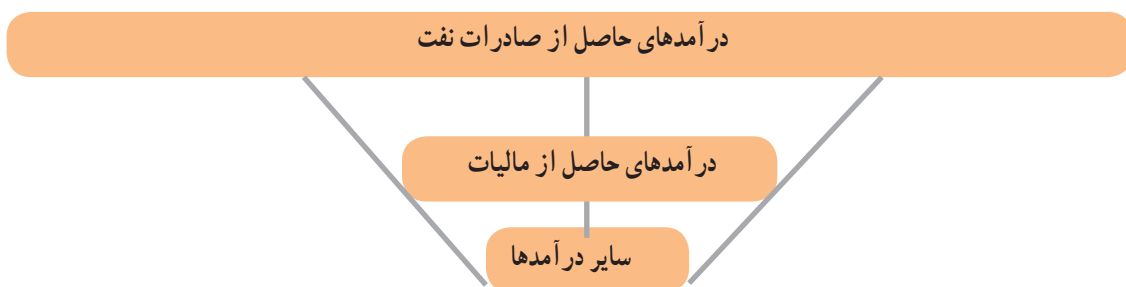 درآمدهای حاصل از صادرات نفت
درآمدهای حاصل از مالیات
سایر درآمدها